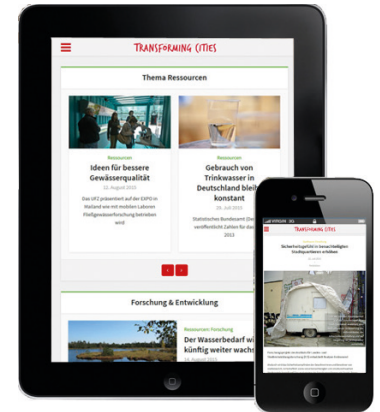 TRANSFORMING CITIES
Thema Ressourcen
Ressourcen
Ideen für bessere
Gewässerqualität
12. August 2015
Das UFZ präsentiert auf der EXPO in
Mailand wie mit mobilen Laboren
Fließgewässerforschung betrieben
wird
Ressourcen
Gebrauch von
Trinkwasser in
Deutschland bleib
konstant
28. Juli 2015
Statistisches Bundesamt (Des
veröffentlicht Zahlen für das
2013
Forschung & Entwicklung
Ressourcen Forschung
Der Wasserbedarf wi
künftig weiter wachs
TRANSFORMING CITIES
Sicherheitsgefühl in benachteiligten
Stadtquartieren erhöhen